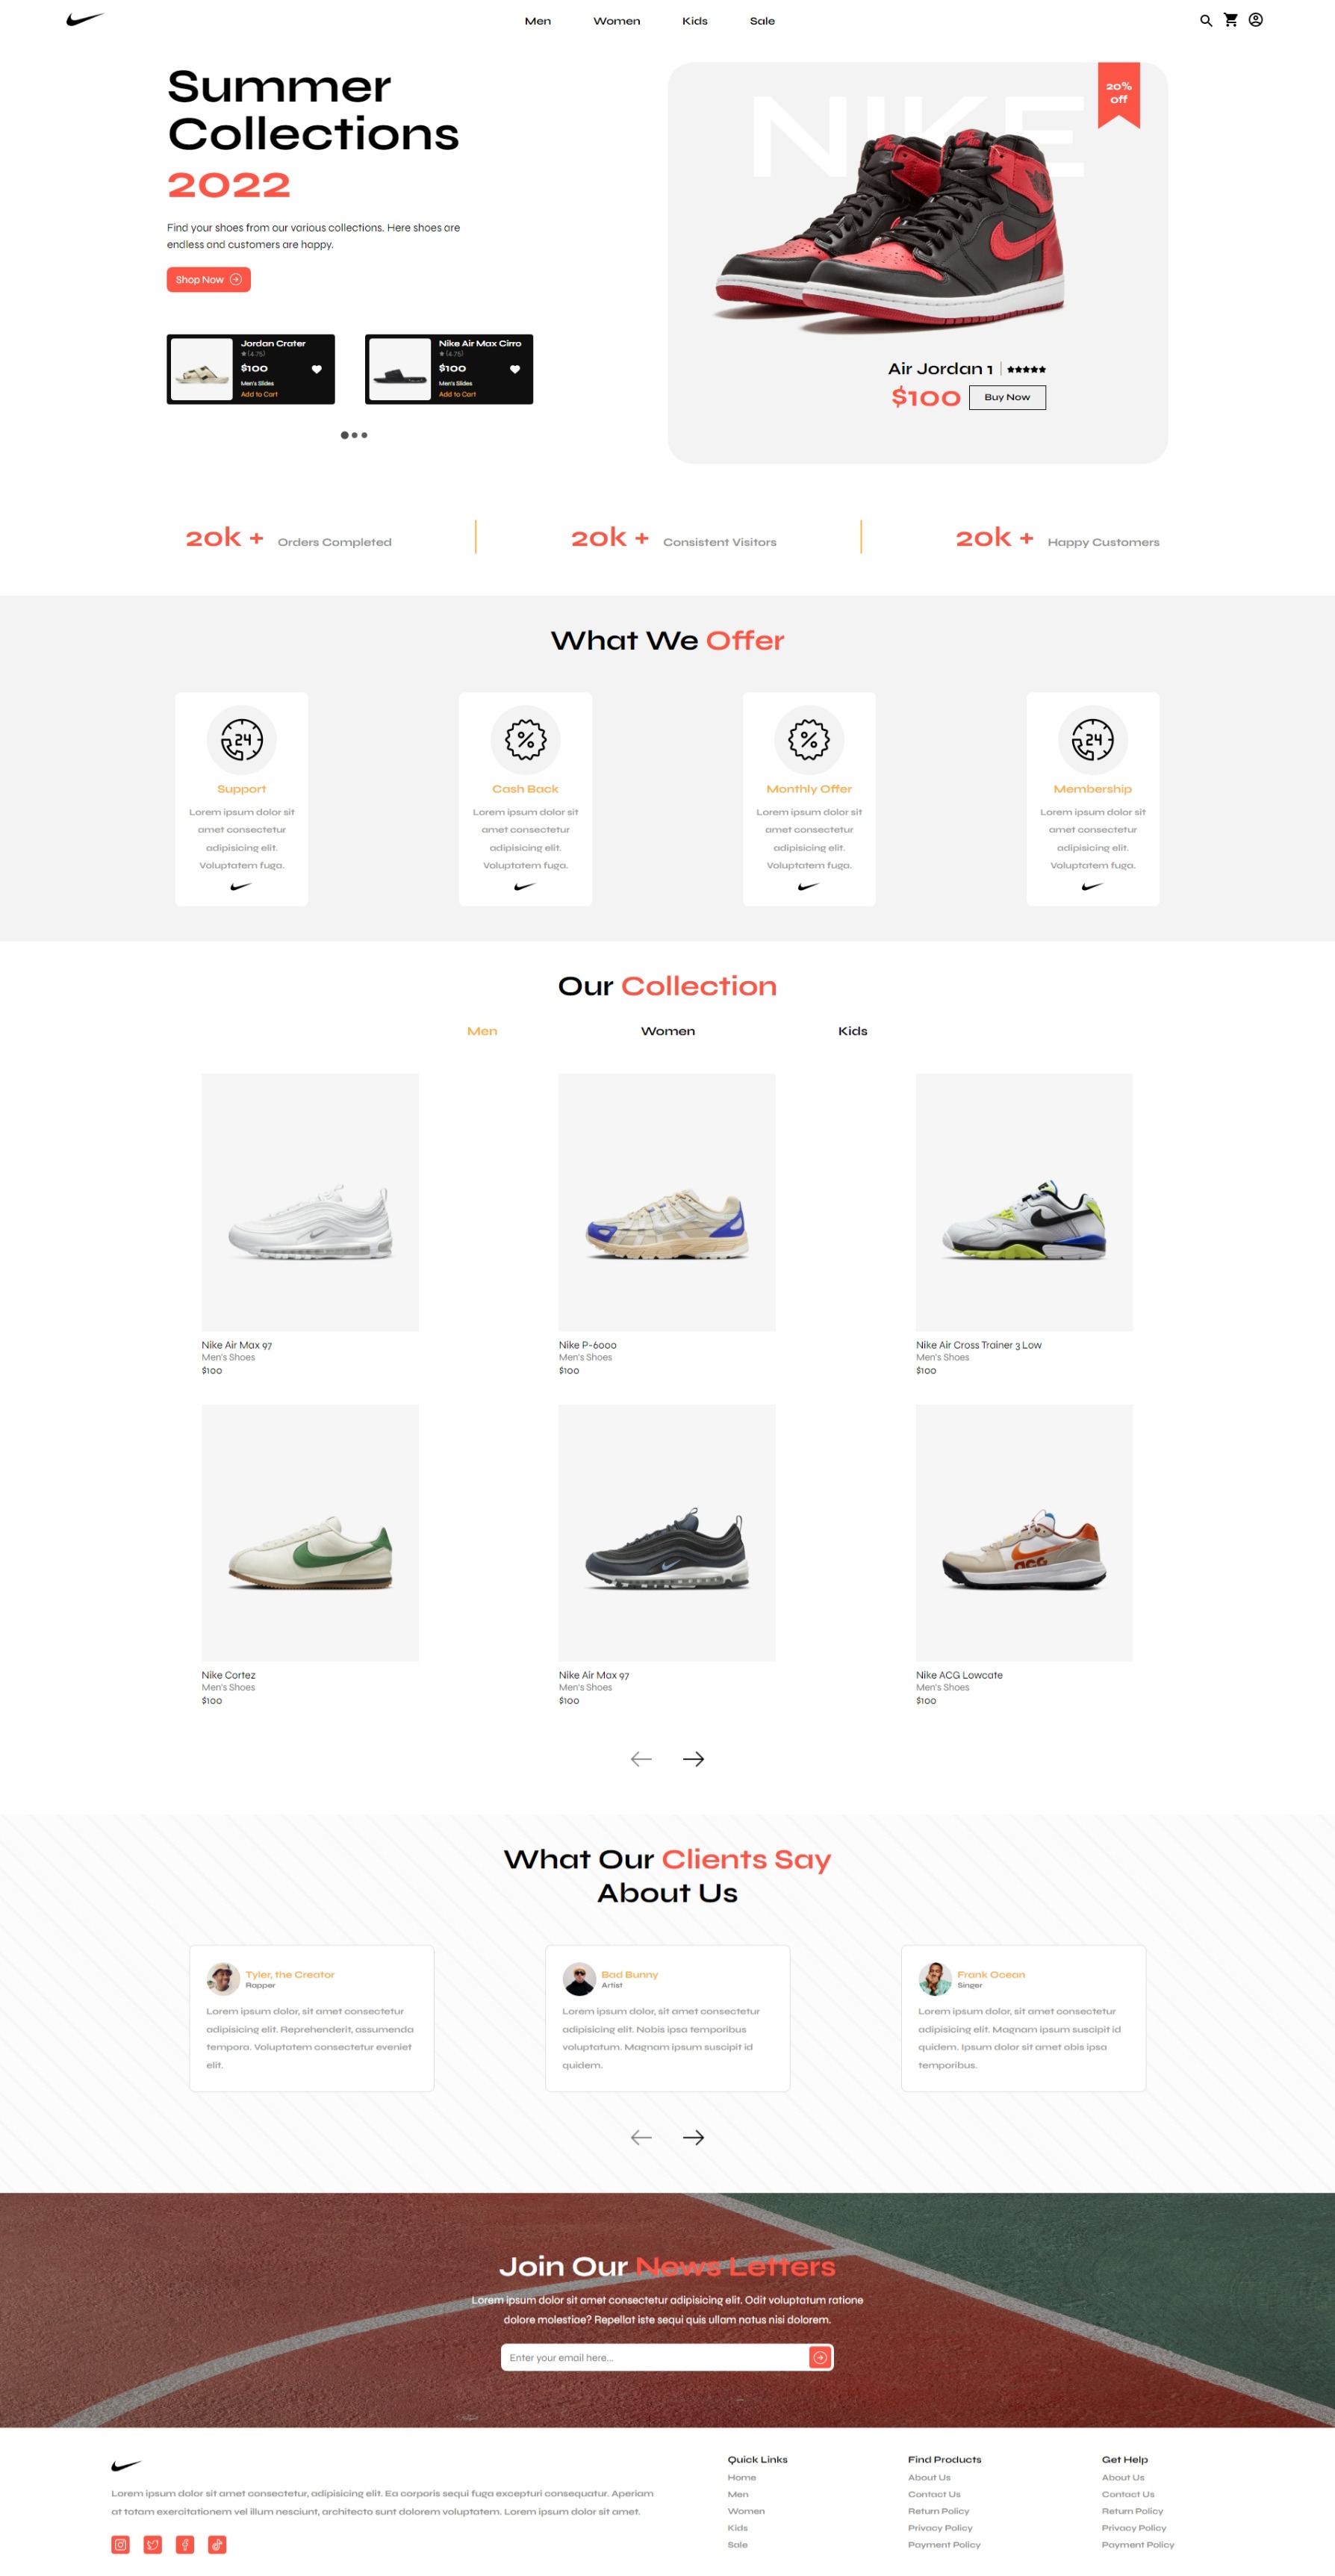 Men Women Kids Sale
Summer
Collections
2022
Find your shoes from our various collections. Here shoes are
endless and customers are happy.
Shop Now
Jordan Crater
(4.75)
$100
Men's Slides
Add to Cart
Nike Air Max Cirro
(4.75)
$100
Men's Slides
Add to Cart
NIKE
20%
off
Air Jordan 1
$100 Buy Now
20k + Orders Completed
20k + Consistent Visitors
20k + Happy Customers
What We Offer
24
Support
Lorem ipsum dolor sit
amet consectetur
adipisicing elit.
Voluptatem fuga.
%
Cash Back
Lorem ipsum dolor sit
amet consectetur
adipisicing elit.
Voluptatem fuga.
%
Monthly Offer
Lorem ipsum dolor sit
amet consectetur
adipisicing elit.
Voluptatem fuga.
24
Membership
Lorem ipsum dolor sit
amet consectetur
adipisicing elit.
Voluptatem fuga.
Our Collection
Men Women Kids
Nike Air Max 97
Men's Shoes
$100
Nike P-6000
Men's Shoes
$100
Nike Air Cross Trainer 3 Low
Men's Shoes
$100
Nike Cortez
Men's Shoes
$100
Nike Air Max 97
Men's Shoes
$100
acg
Nike ACG Lowcate
Men's Shoes
$100
What Our Clients Say
About Us
Tyler, the Creator
Rapper
Lorem ipsum dolor, sit amet consectetur
adipisicing elit. Reprehenderit, assumenda
tempora. Voluptatem consectetur eveniet
elit.
Bad Bunny
Artist
Lorem ipsum dolor, sit amet consectetur
adipisicing elit. Nobis ipsa temporibus
voluptatum. Magnam ipsum suscipit id
quidem.
Frank Ocean
Singer
Lorem ipsum dolor, sit amet consectetur
adipisicing elit. Magnam ipsum suscipit id
quidem. Ipsum dolor sit amet obis ipsa
temporibus.
Join Our News Letters
Lorem ipsum dolor sit amet consectetur adipisicing elit. Odit voluptatum ratione
dolore molestiae? Repellat iste sequi quis ullam natus nisi dolorem.
Enter your email here...
Lorem ipsum dolor sit amet consectetur, adipisicing elit. Ea corporis sequi fuga excepturi consequatur. Aperiam
at totam exercitationem vel illum nesciunt, architecto sunt dolorem voluptatem. Lorem ipsum dolor sit amet.
Quick Links
Home
Men
Women
Kids
Sale
Find Products
About Us
Contact Us
Return Policy
Privacy Policy
Payment Policy
Get Help
About Us
Contact Us
Return Policy
Privacy Policy
Payment Policy